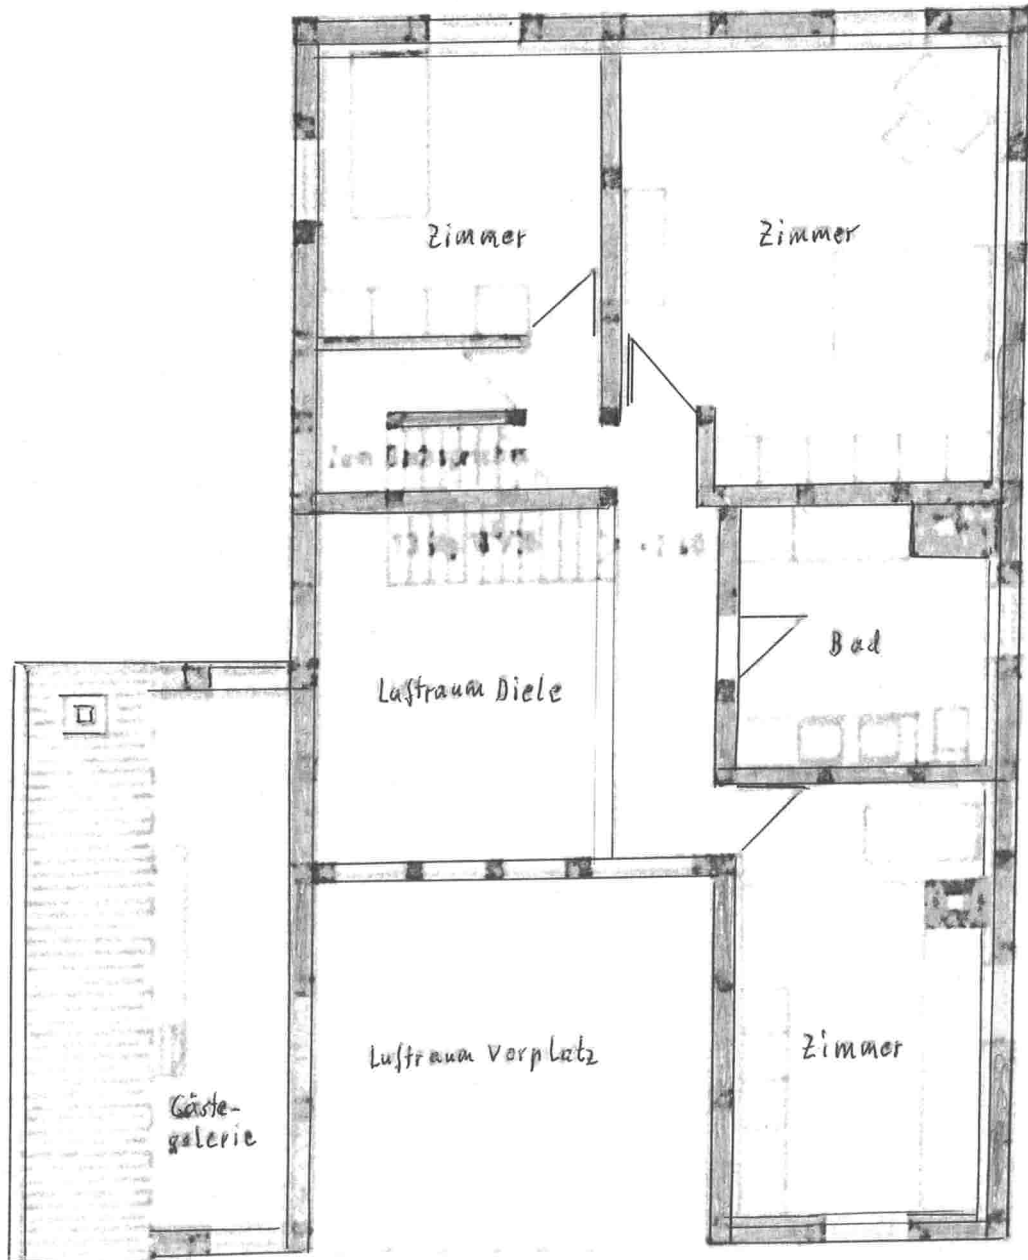 Zimmer
Zimmer
Bad
Luftraum Diele
Luftraum Vorplatz
Zimmer
Gäste-
galerie